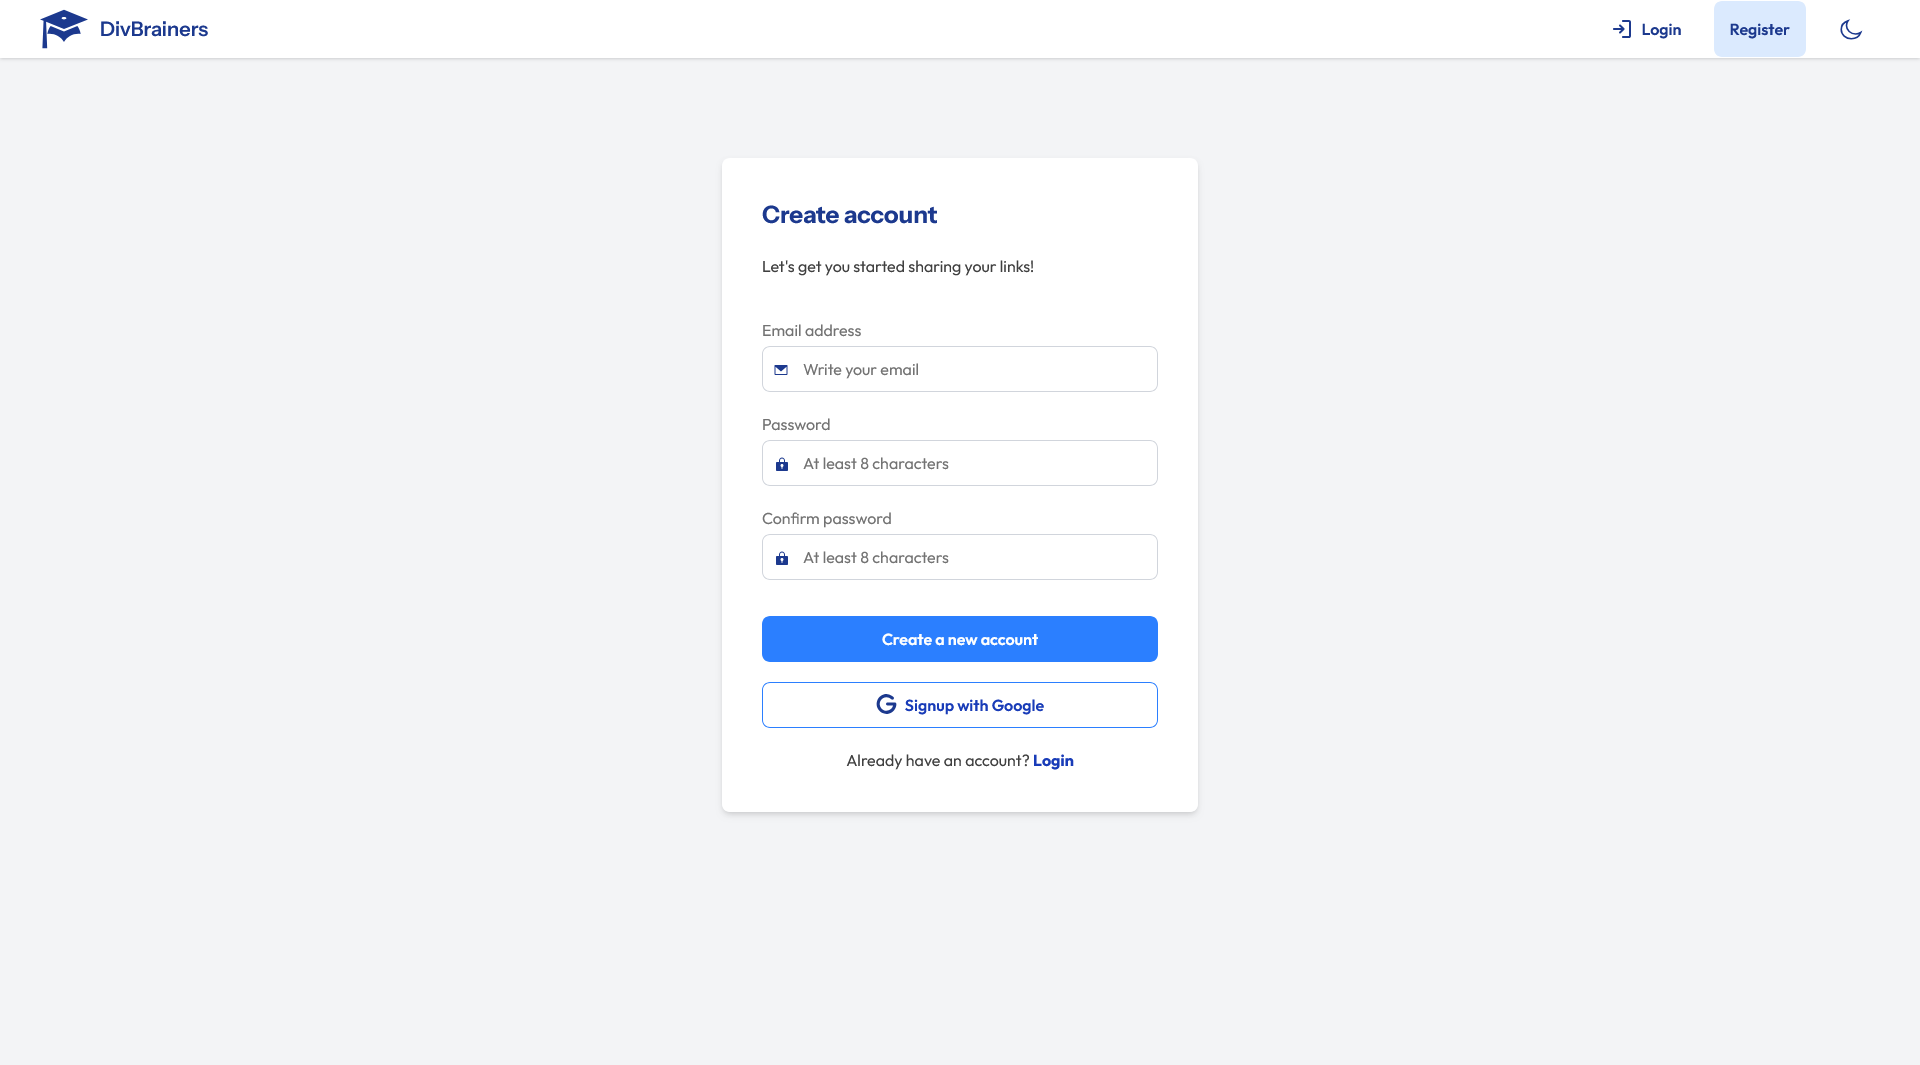 DivBrainers
Login
Register
Create account
Let's get you started sharing your links!
Email address
Write your email
Password
At least 8 characters
Confirm password
At least 8 characters
Create a new account
Signup with Google
Already have an account? Login